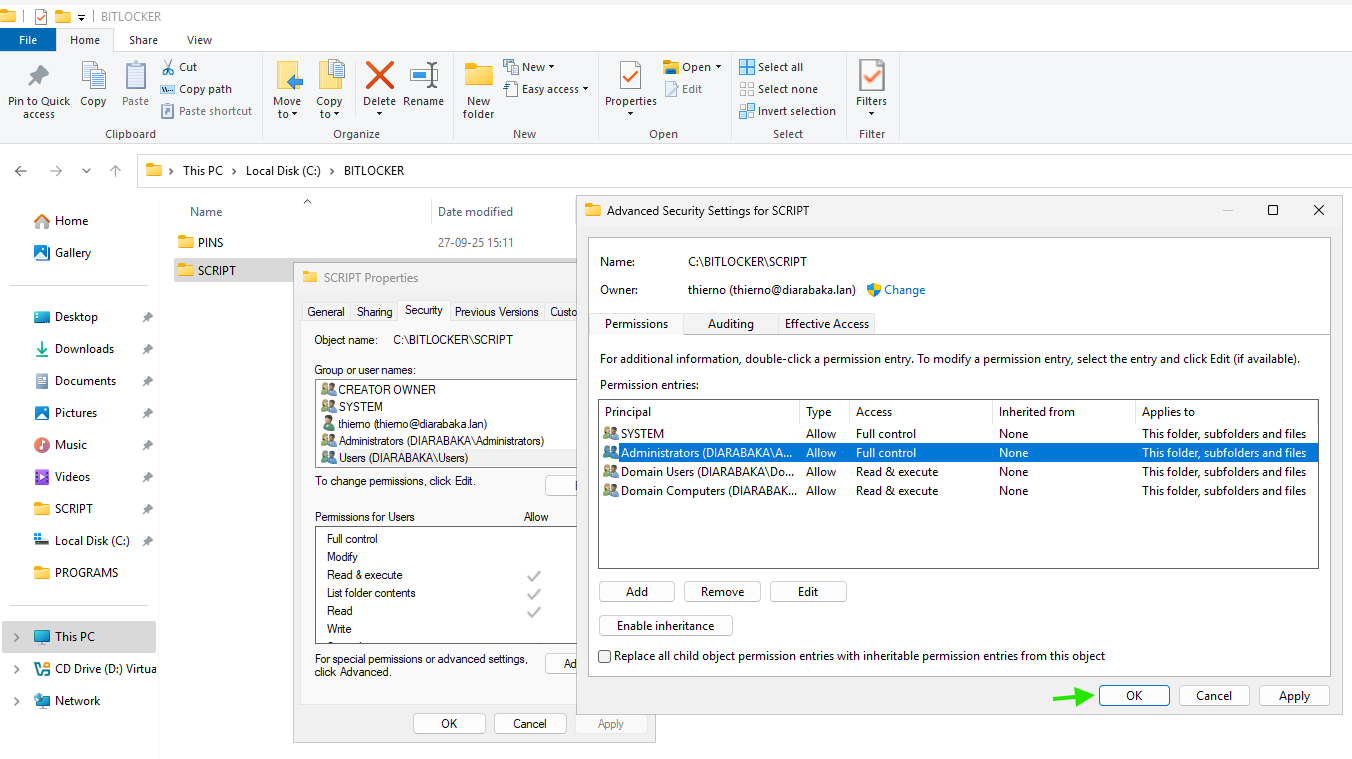 BITLOCKER
File Home Share View
Pin to Quick access
Copy
Paste
Cut
Copy path
Paste shortcut
Clipboard
Move to
Copy to
Delete
Rename
Organize
New folder
New
Easy access
New
Properties
Open
Edit
Open
Select all
Select none
Invert selection
Select
Filters
Filter
This PC Local Disk (C:) BITLOCKER
Home
Gallery
Desktop
Downloads
Documents
Pictures
Music
Videos
SCRIPT
Local Disk (C:)
PROGRAMS
This PC
CD Drive (D:) Virtua
Network
Name Date modified
PINS 27-09-25 15:11
SCRIPT
SCRIPT Properties
General Sharing Security Previous Versions Custo
Object name: C:\BITLOCKER\SCRIPT
Group or user names:
CREATOR OWNER
SYSTEM
thierno (thierno@diarabaka.lan)
Administrators (DIARABAKA\Administrators)
Users (DIARABAKA\Users)
To change permissions, click Edit.
Permissions for Users Allow
Full control
Modify
Read & execute
List folder contents
Read
Write
For special permissions or advanced settings,
click Advanced.
Ad
OK Cancel Apply
Advanced Security Settings for SCRIPT
Name: C:\BITLOCKER\SCRIPT
Owner: thierno (thierno@diarabaka.lan) Change
Permissions Auditing Effective Access
For additional information, double-click a permission entry. To modify a permission entry, select the entry and click Edit (if available).
Permission entries:
Principal Type Access Inherited from Applies to
SYSTEM Allow Full control None This folder, subfolders and files
Administrators (DIARABAKA\A... Allow Full control None This folder, subfolders and files
Domain Users (DIARABAKA\Do... Allow Read & execute None This folder, subfolders and files
Domain Computers (DIARABAK... Allow Read & execute None This folder, subfolders and files
Add Remove Edit
Enable inheritance
Replace all child object permission entries with inheritable permission entries from this object
OK Cancel Apply